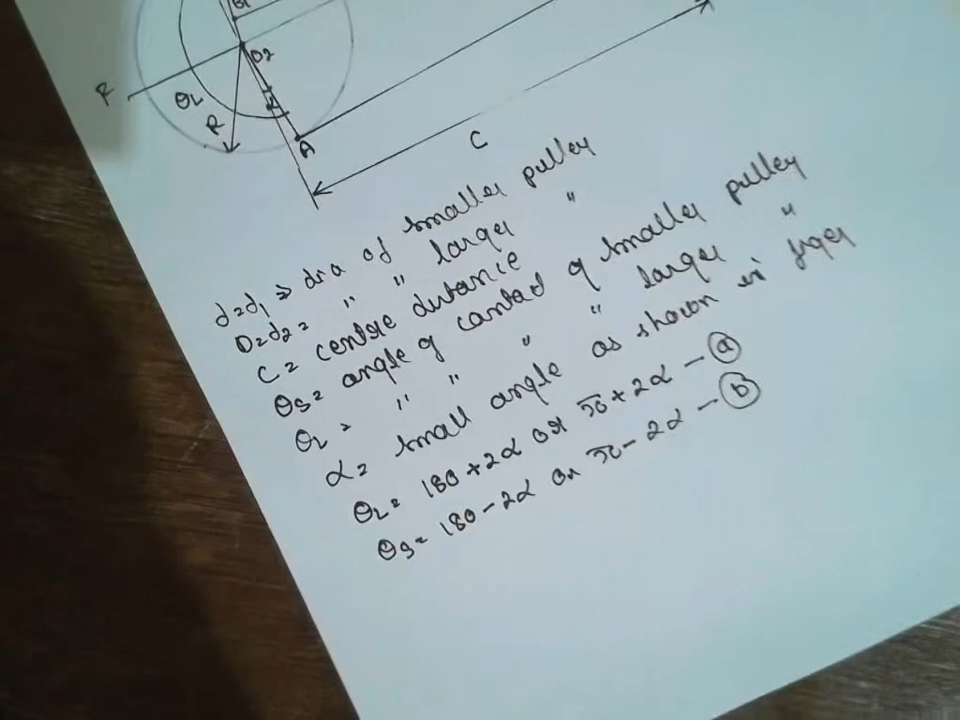 O2
F
θL
R
A
C
d=d1 => dia of smaller pulley
D=d2= " " larger "
C= centre distance
θs= angle of contact of smaller pulley
θL= " " " " larger "
α= small angle as shown in figer
θL= 180+2α or π+2α — (a)
θs= 180-2α or π-2α — (b)